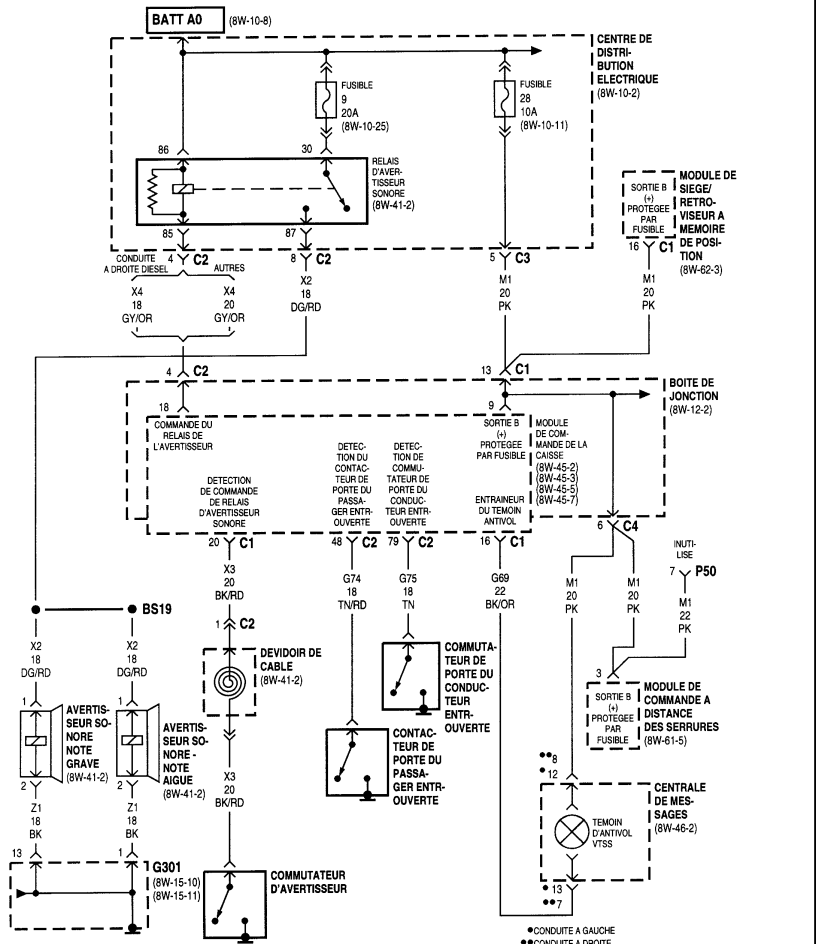 BATT A0 (8W-10-8)
CENTRE DE
DISTRI-
BUTION
ELECTRIQUE
(8W-10-2)
FUSIBLE
9
20A
(8W-10-25)
FUSIBLE
28
10A
(8W-10-11)
86
30
RELAIS
D'AVER-
TISSEUR
SONORE
(8W-41-2)
85
87
MODULE DE
SIEGE/
RETRO-
VISEUR A
MEMOIRE
DE POSI-
TION
(8W-62-3)
SORTIE B
(+)
PROTEGEE
PAR
FUSIBLE
16 C1
CONDUITE
A DROITE DIESEL
4 C2
AUTRES
8 C2
5 C3
X4
18
GY/OR
X4
20
GY/OR
X2
18
DG/RD
M1
20
PK
M1
20
PK
4 C2
13 C1
BOITE DE
JONCTION
(8W-12-2)
18
9
COMMANDE DU
RELAIS DE
L'AVERTISSEUR
SORTIE B
(+)
PROTEGEE
PAR FUSIBLE
MODULE
DE COM-
MANDE DE LA
CAISSE
(8W-45-2)
(8W-45-3)
(8W-45-5)
(8W-45-7)
DETECTION
DE COMMANDE
DE RELAIS
D'AVERTISSEUR
SONORE
DETEC-
TION DU
CONTAC-
TEUR DE
PORTE DU
PASSA-
GER ENTR-
OUVERTE
DETEC-
TION DE
COMMU-
TATEUR DE
PORTE DU
CONDUC-
TEUR ENTR-
OUVERTE
ENTRAINEUR
DU TEMOIN
ANTIVOL
20 C1
48 C2
79 C2
16 C1
6 C4
INUTI-
LISE
7 P50
X3
20
BK/RD
G74
18
TN/RD
G75
18
TN
G69
22
BK/OR
M1
20
PK
M1
20
PK
M1
22
PK
BS19
1 C2
X2
18
DG/RD
X2
18
DG/RD
DEVIDOIR DE
CABLE
(8W-41-2)
COMMUTA-
TEUR DE
PORTE DU
CONDUC-
TEUR
ENTR-
OUVERTE
3
SORTIE B
(+)
PROTEGEE
PAR
FUSIBLE
MODULE DE
COMMANDE A
DISTANCE
DES SERRURES
(8W-61-5)
1
AVERTIS-
SEUR SO-
NORE
NOTE
GRAVE
(8W-41-2)
1
AVERTIS-
SEUR SO-
NORE -
NOTE
AIGUE
(8W-41-2)
CONTAC-
TEUR DE
PORTE DU
PASSA-
GER ENTR-
OUVERTE
2
2
X3
20
BK/RD
●●8
●12
CENTRALE
DE MES-
SAGES
(8W-46-2)
TEMOIN
D'ANTIVOL
VTSS
Z1
18
BK
Z1
18
BK
13
1
G301
(8W-15-10)
(8W-15-11)
COMMUTATEUR
D'AVERTISSEUR
●13
●●7
●CONDUITE A GAUCHE
●●CONDUITE A DROITE